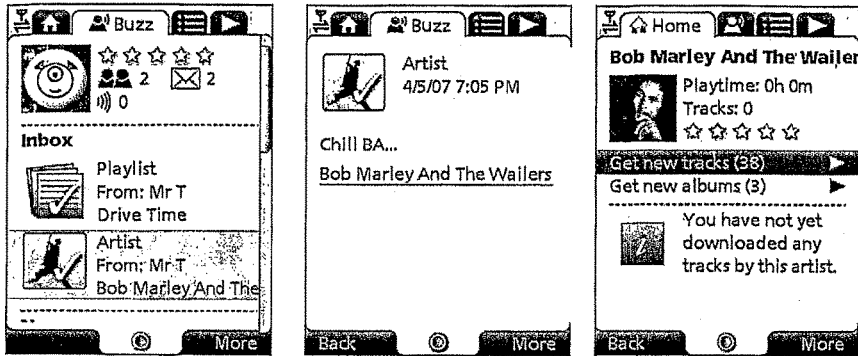 Buzz
2
2
0
Inbox
Playlist
From: Mr T
Drive Time
Artist
From: Mr T
Bob Marley And The
More
Buzz
Artist
4/5/07 7:05 PM
Chill BA...
Bob Marley And The Wailers
Back
More
Home
Bob Marley And The Wailer
Playtime: 0h 0m
Tracks: 0
Get new tracks (38)
Get new albums (3)
You have not yet
downloaded any
tracks by this artist.
Back
More